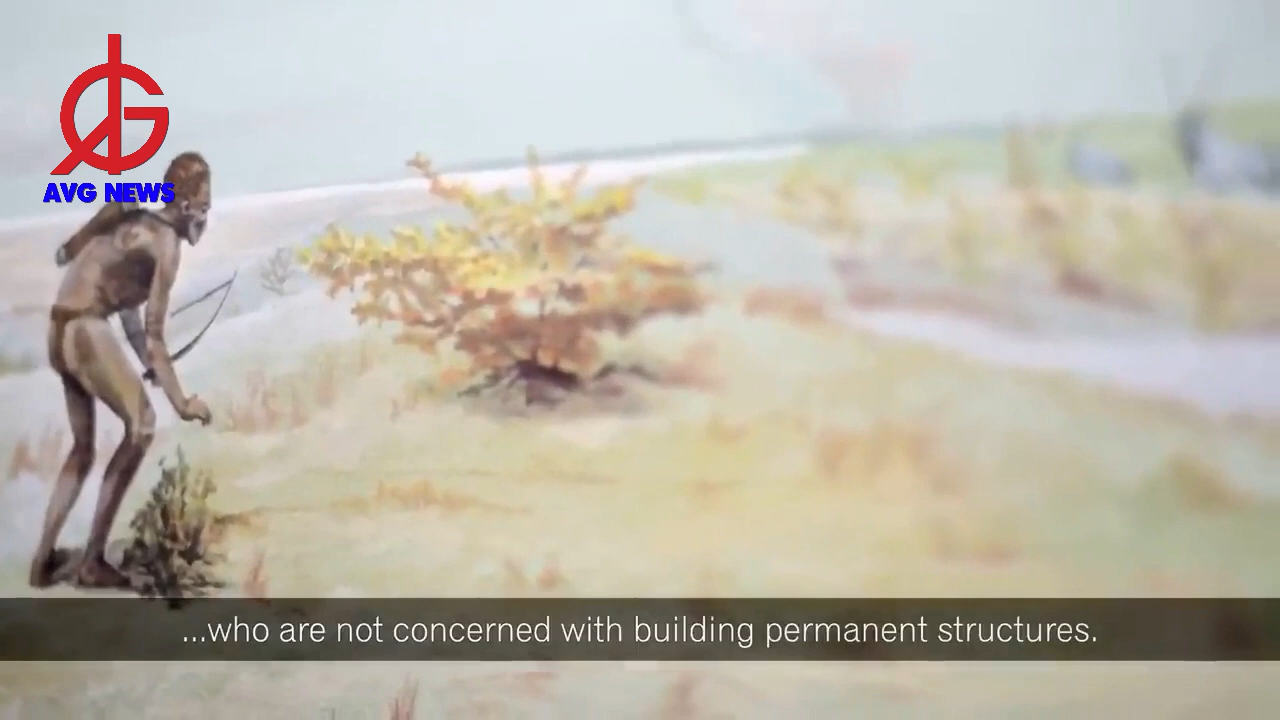 AVG NEWS
...who are not concerned with building permanent structures.